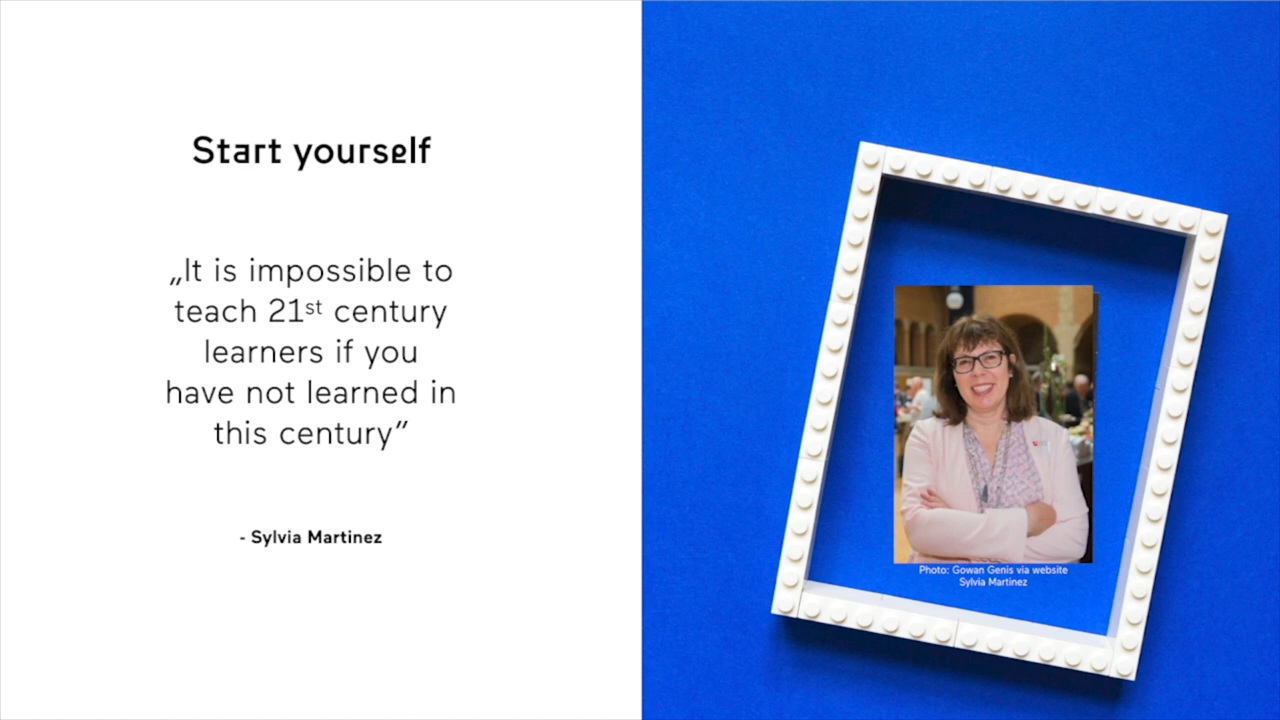 Start yourself
„It is impossible to
teach 21st century
learners if you
have not learned in
this century”
- Sylvia Martinez
Photo: Gowan Genis via website
Sylvia Martinez